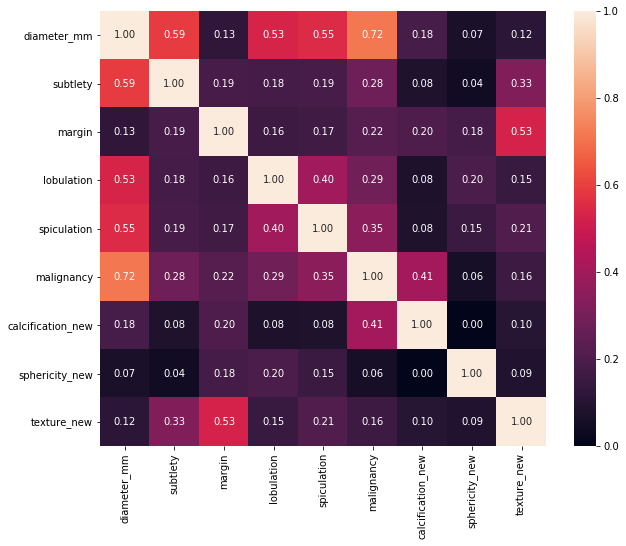 diameter_mm 1.00 0.59 0.13 0.53 0.55 0.72 0.18 0.07 0.12
subtlety 0.59 1.00 0.19 0.18 0.19 0.28 0.08 0.04 0.33
margin 0.13 0.19 1.00 0.16 0.17 0.22 0.20 0.18 0.53
lobulation 0.53 0.18 0.16 1.00 0.40 0.29 0.08 0.20 0.15
spiculation 0.55 0.19 0.17 0.40 1.00 0.35 0.08 0.15 0.21
malignancy 0.72 0.28 0.22 0.29 0.35 1.00 0.41 0.06 0.16
calcification_new 0.18 0.08 0.20 0.08 0.08 0.41 1.00 0.00 0.10
sphericity_new 0.07 0.04 0.18 0.20 0.15 0.06 0.00 1.00 0.09
texture_new 0.12 0.33 0.53 0.15 0.21 0.16 0.10 0.09 1.00
diameter_mm
subtlety
margin
lobulation
spiculation
malignancy
calcification_new
sphericity_new
texture_new
1.0
0.8
0.6
0.4
0.2
0.0